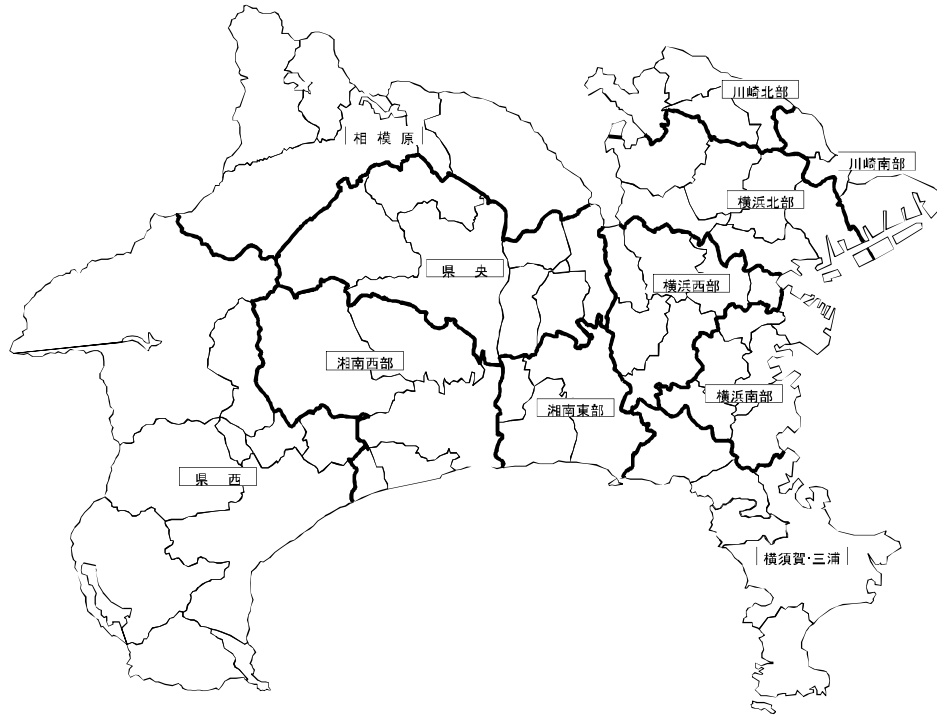 川崎北部
相模原
川崎南部
横浜北部
県央
横浜西部
湘南西部
横浜南部
湘南東部
県西
横須賀・三浦